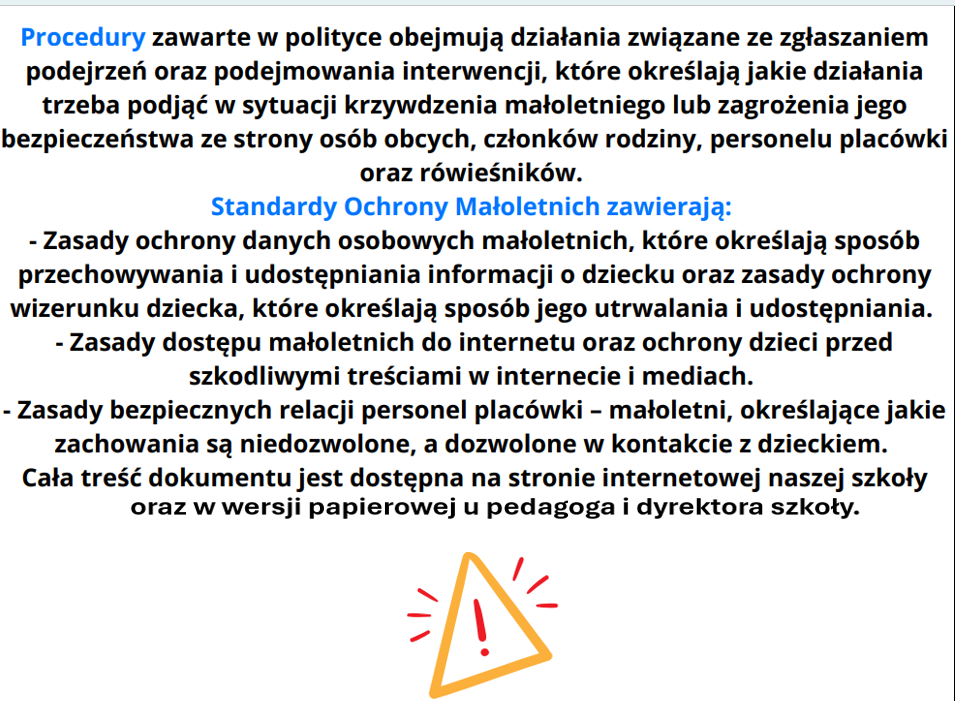 Procedury zawarte w polityce obejmują działania związane ze zgłaszaniem
podejrzeń oraz podejmowania interwencji, które określają jakie działania
trzeba podjąć w sytuacji krzywdzenia małoletniego lub zagrożenia jego
bezpieczeństwa ze strony osób obcych, członków rodziny, personelu placówki
oraz rówieśników.
Standardy Ochrony Małoletnich zawierają:
- Zasady ochrony danych osobowych małoletnich, które określają sposób
przechowywania i udostępniania informacji o dziecku oraz zasady ochrony
wizerunku dziecka, które określają sposób jego utrwalania i udostępniania.
- Zasady dostępu małoletnich do internetu oraz ochrony dzieci przed
szkodliwymi treściami w internecie i mediach.
- Zasady bezpiecznych relacji personel placówki – małoletni, określające jakie
zachowania są niedozwolone, a dozwolone w kontakcie z dzieckiem.
Cała treść dokumentu jest dostępna na stronie internetowej naszej szkoły
oraz w wersji papierowej u pedagoga i dyrektora szkoły.